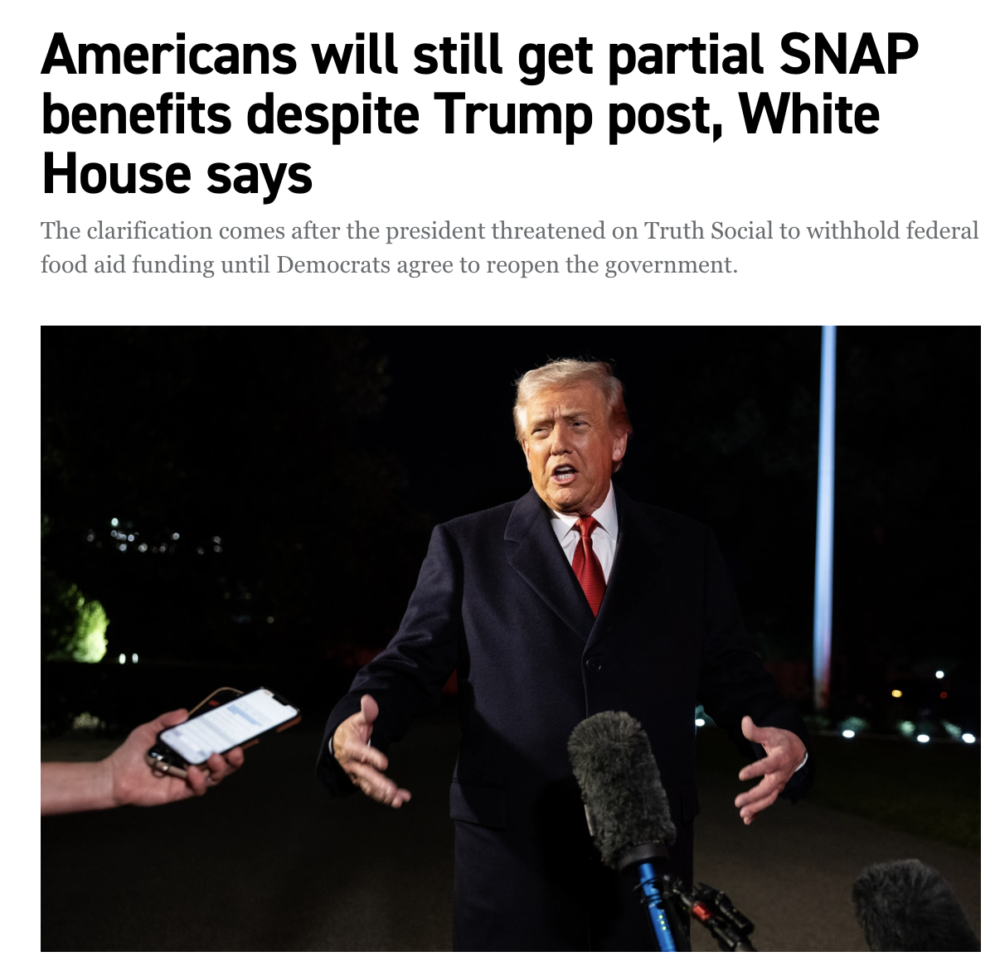 Americans will still get partial SNAP
benefits despite Trump post, White
House says
The clarification comes after the president threatened on Truth Social to withhold federal
food aid funding until Democrats agree to reopen the government.